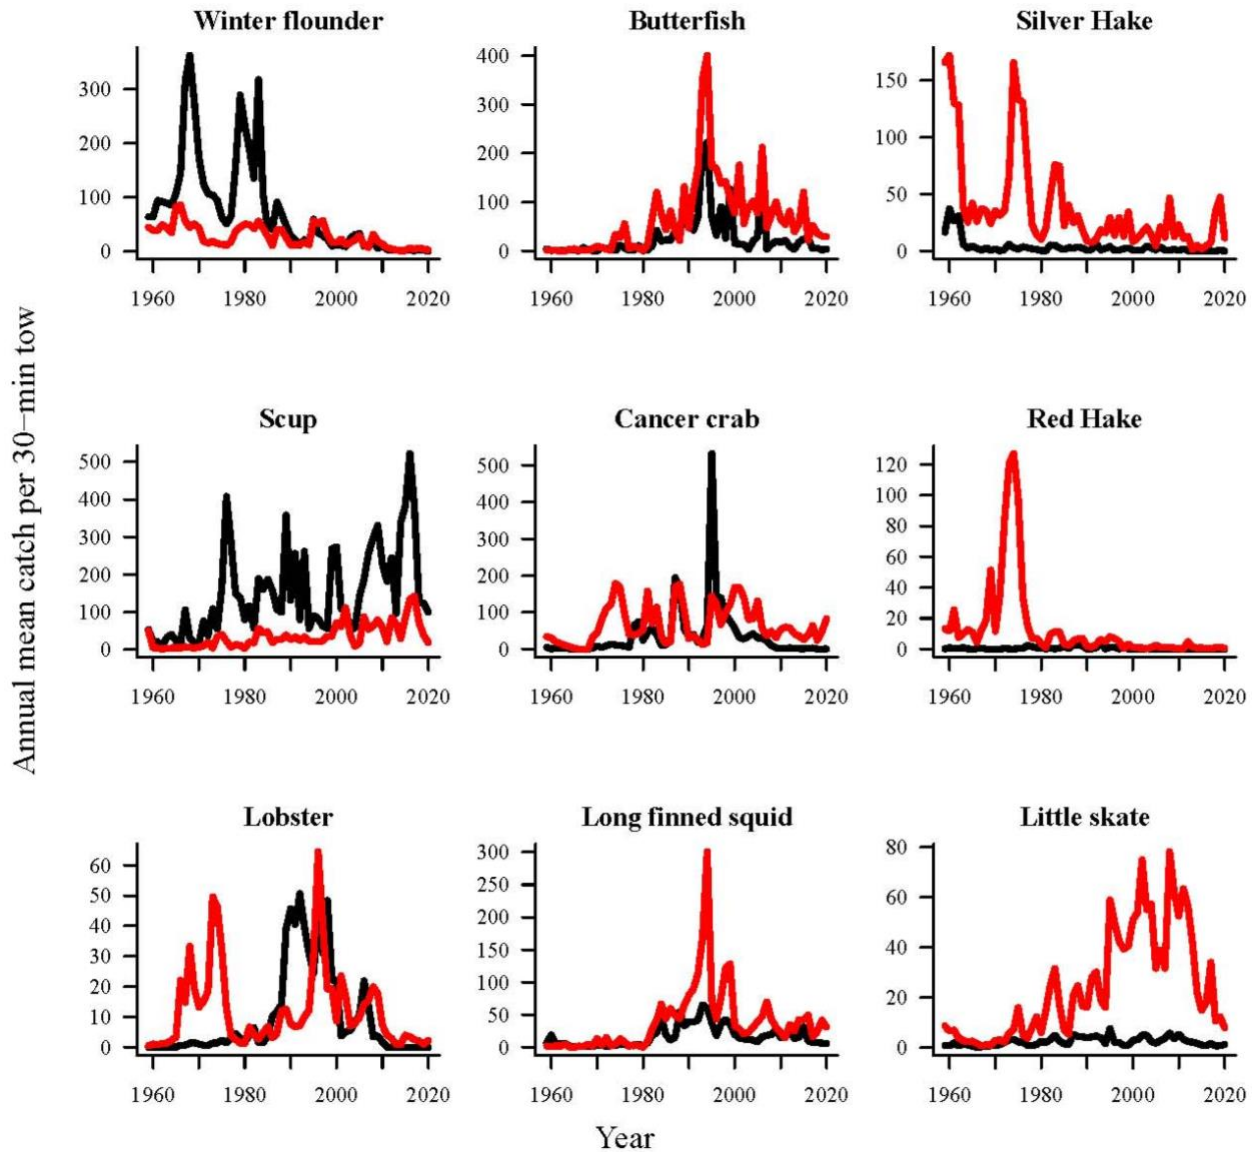 Winter flounder
Butterfish
Silver Hake
300
200
100
0
400
300
200
100
0
150
100
50
0
1960 1980 2000 2020
1960 1980 2000 2020
1960 1980 2000 2020
Annual mean catch per 30−min tow
Scup
Cancer crab
Red Hake
500
400
300
200
100
0
500
400
300
200
100
0
120
100
80
60
40
20
0
1960 1980 2000 2020
1960 1980 2000 2020
1960 1980 2000 2020
Lobster
Long finned squid
Little skate
60
50
40
30
20
10
0
300
250
200
150
100
50
0
80
60
40
20
0
1960 1980 2000 2020
1960 1980 2000 2020
1960 1980 2000 2020
Year